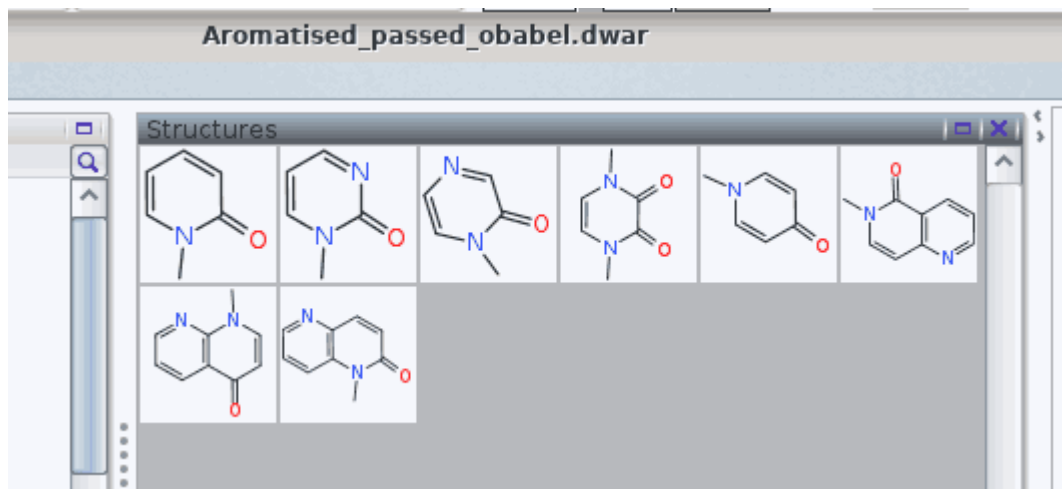 Aromatised_passed_obabel.dwar
Structures
N O N N O N N O N N O O N O O N N
N N O N N O